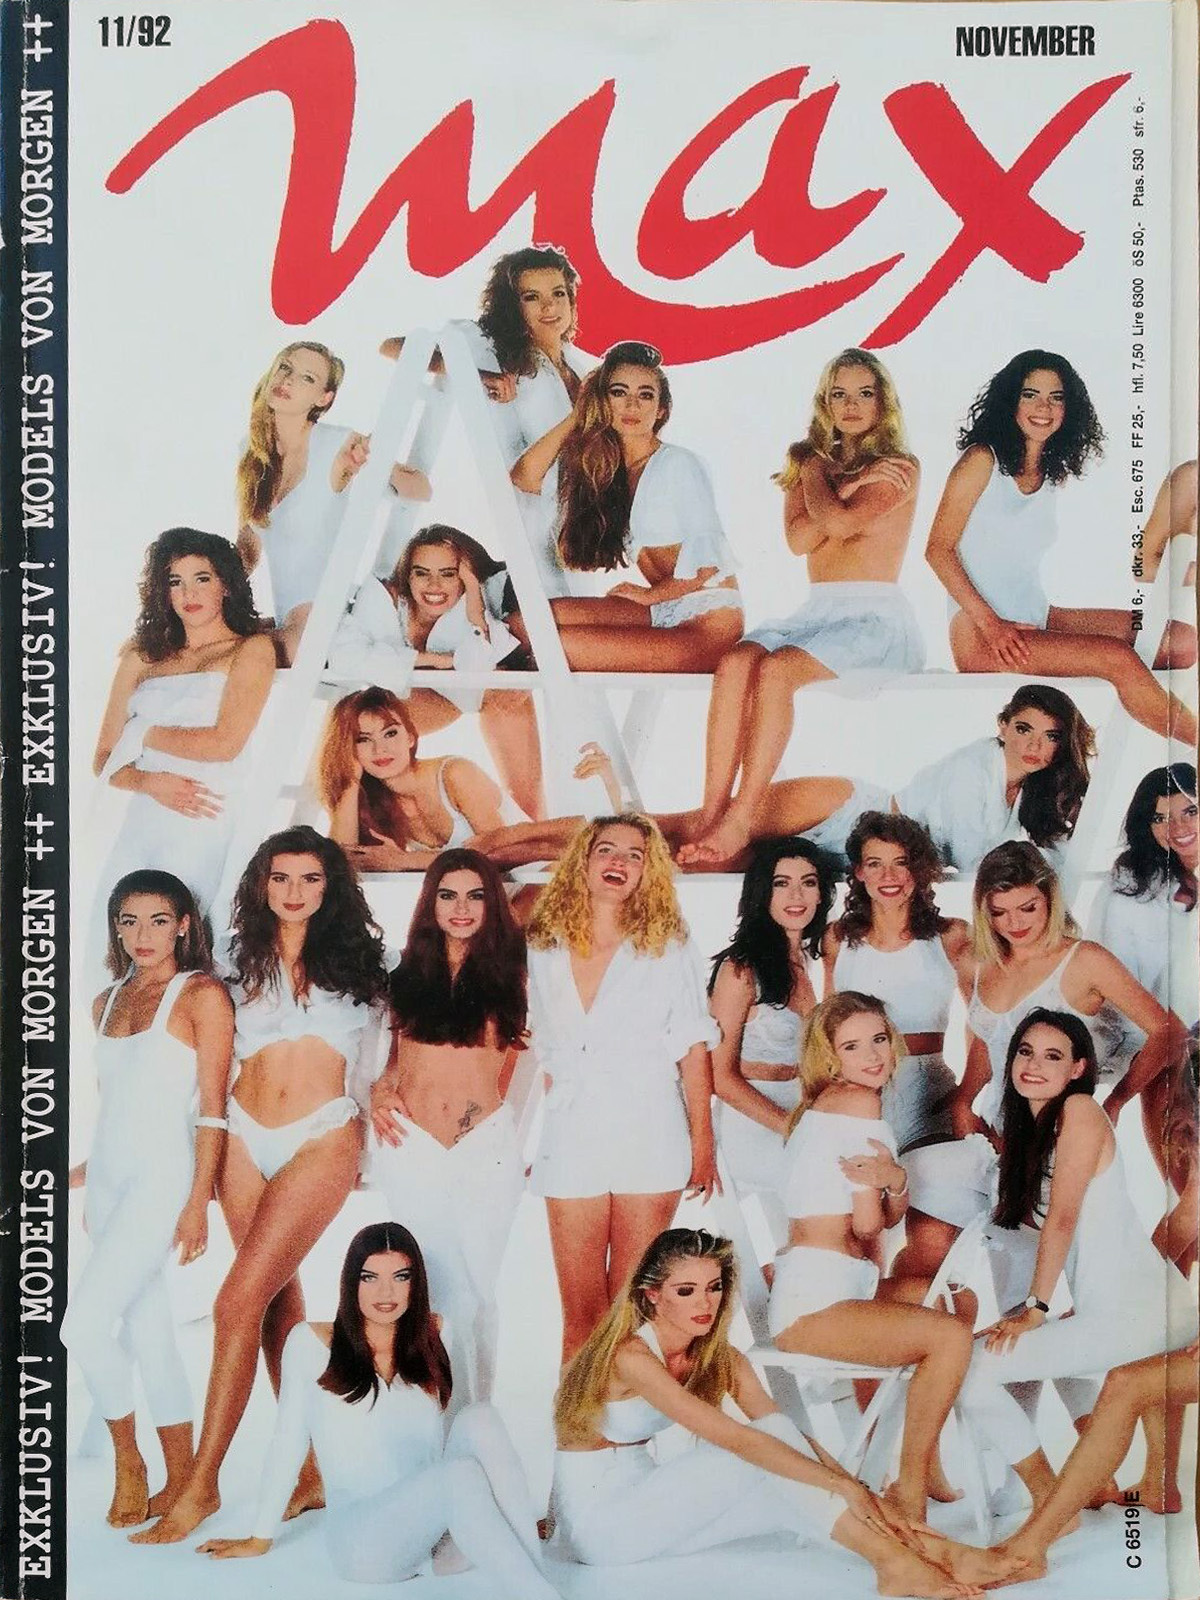 11/92
NOVEMBER
max
EXKLUSIV! MODELS VON MORGEN ++ EXKLUSIV! MODELS VON MORGEN ++
DM 6,- dkr. 33,- Esc. 675 FF 25,- hfl. 7,50 Lire 6300 öS 50,- Ptas. 530 sfr. 6,-
C 6519 E